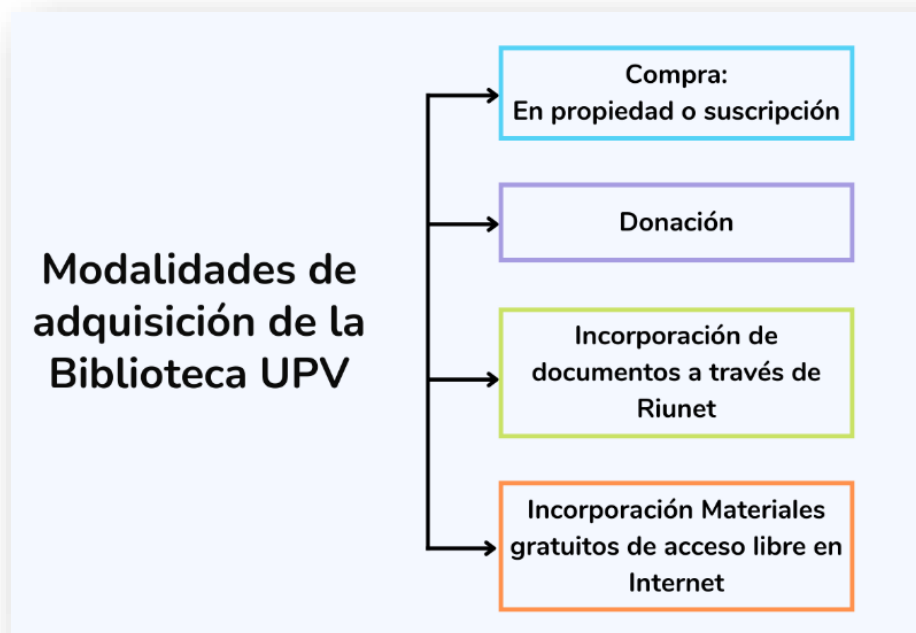 Modalidades de
adquisición de la
Biblioteca UPV
Compra:
En propiedad o suscripción
Donación
Incorporación de
documentos a través de
Riunet
Incorporación Materiales
gratuitos de acceso libre en
Internet